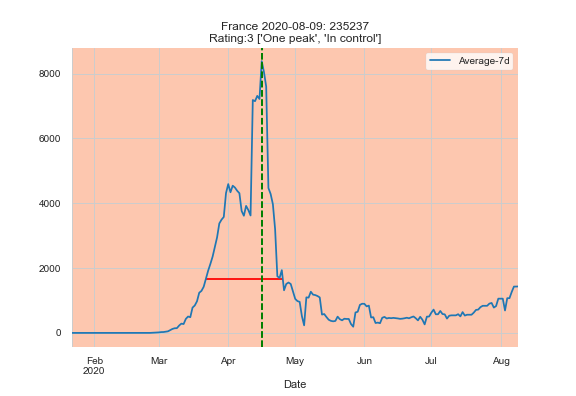 France 2020-08-09: 235237
Rating:3 ['One peak', 'In control']
Average-7d
8000
6000
4000
2000
0
Feb
2020
Mar
Apr
May
Jun
Jul
Aug
Date